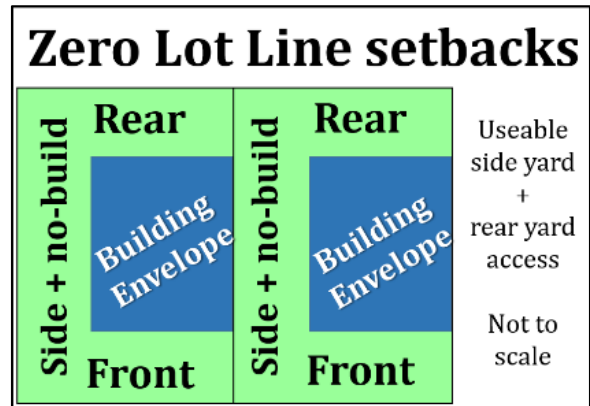 Zero Lot Line setbacks
Side + no-build
Rear
Building
Envelope
Front
Side + no-build
Rear
Building
Envelope
Front
Useable
side yard
+
rear yard
access
Not to
scale